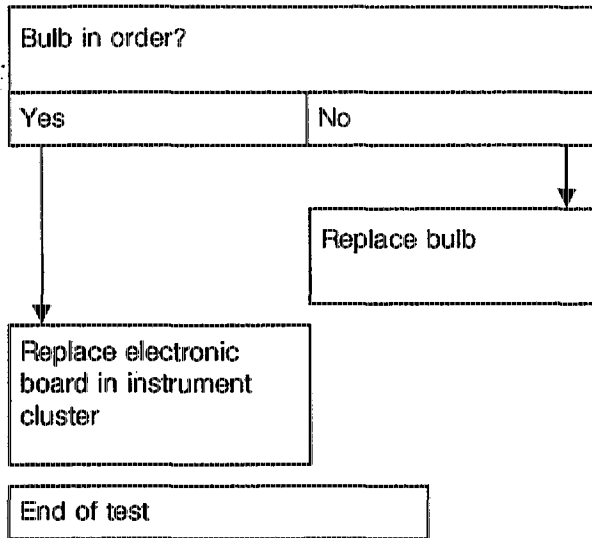 Bulb in order?
Yes
No
Replace bulb
Replace electronic
board in instrument
cluster
End of test